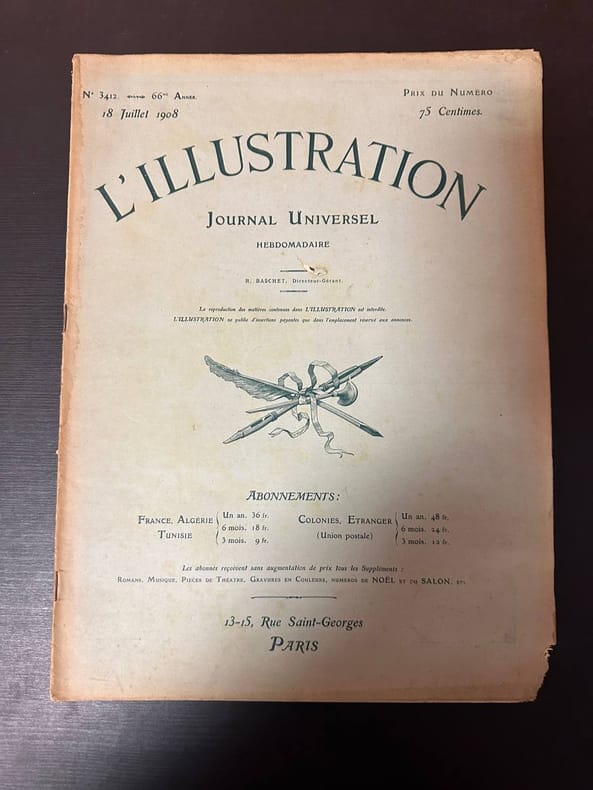 N° 3412. 66me Année.
Prix du Numéro
18 Juillet 1908
75 Centimes.
L'ILLUSTRATION
Journal Universel
HEBDOMADAIRE
R. BASCHET, Directeur-Gérant.
La reproduction des matières contenues dans L'ILLUSTRATION est interdite.
L'ILLUSTRATION ne publie d'insertions payantes que dans l'emplacement réservé aux annonces.
Abonnements:
France, Algérie
Tunisie
Un an. 36 fr.
6 mois. 18 fr.
3 mois. 9 fr.
Colonies, Etranger
(Union postale)
Un an. 48 fr.
6 mois. 24 fr.
3 mois. 12 fr.
Les abonnés reçoivent sans augmentation de prix tous les Suppléments :
Romans, Musique, Pièces de Théatre, Gravures en Couleurs, numéros de NOËL et du SALON, etc.
13-15, Rue Saint-Georges
Paris